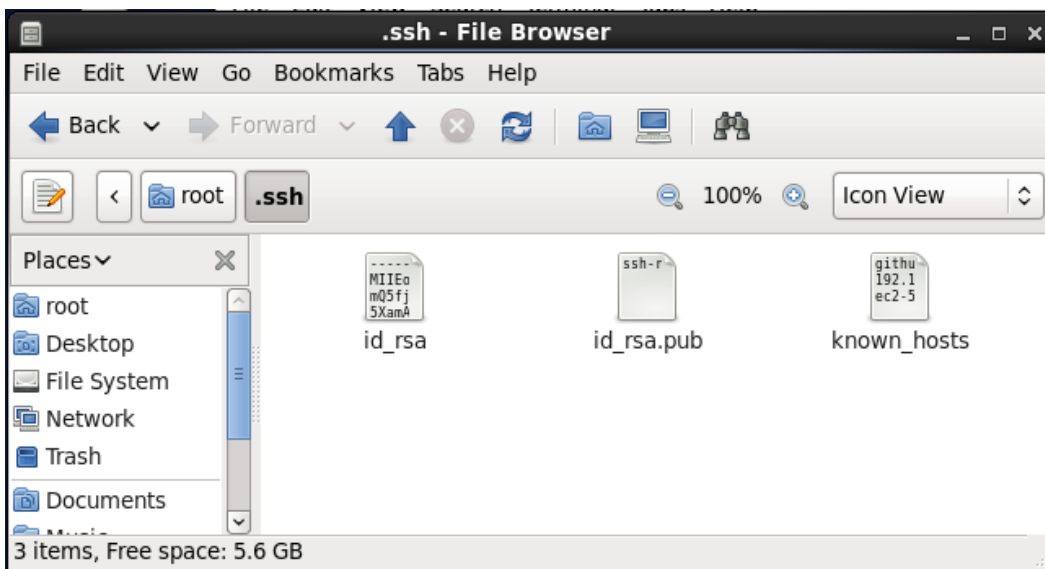 .ssh - File Browser
File Edit View Go Bookmarks Tabs Help
Back Forward
root .ssh 100% Icon View
Places
root
Desktop
File System
Network
Trash
Documents
-----
MIIEo
mQ5fj
5XamA
id_rsa
ssh-r
id_rsa.pub
githu
192.1
ec2-5
known_hosts
3 items, Free space: 5.6 GB